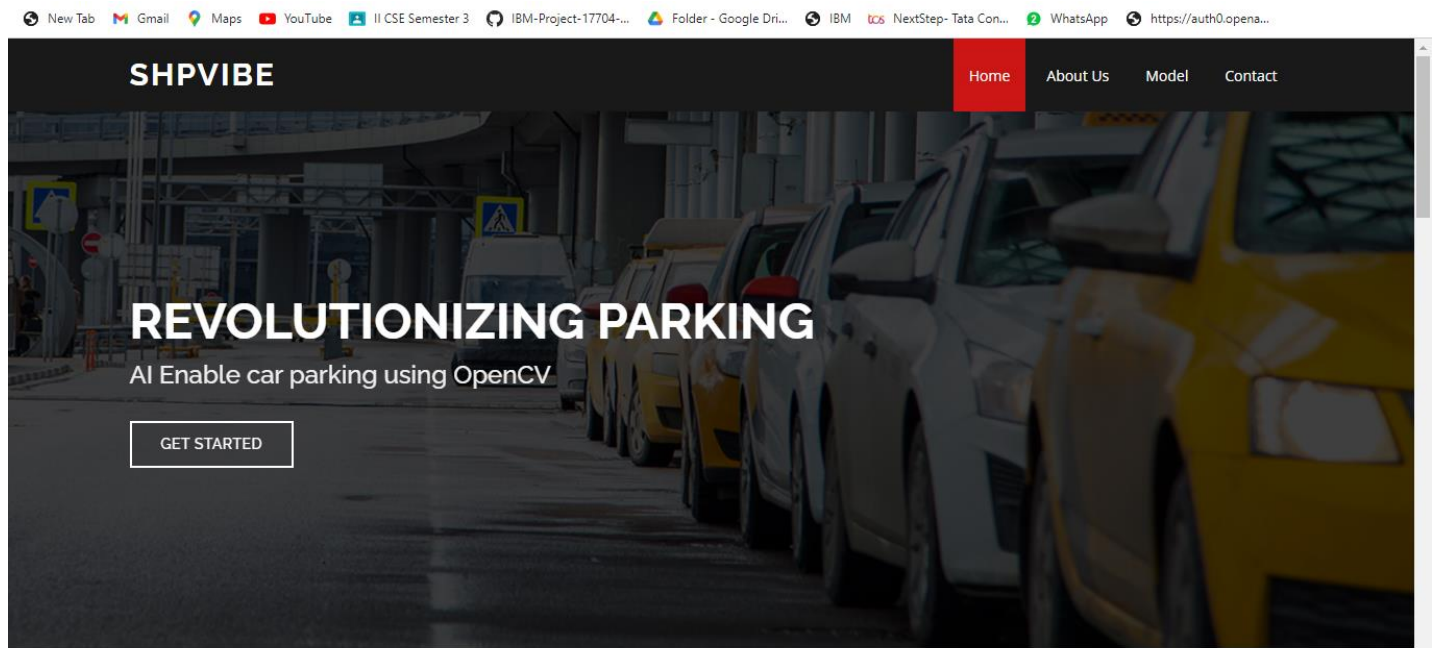 New Tab Gmail Maps YouTube II CSE Semester 3 IBM-Project-17704-... Folder - Google Dri... IBM tcs NextStep- Tata Con... 2 WhatsApp https://auth0.opena...
SHPVIBE Home About Us Model Contact
REVOLUTIONIZING PARKING
AI Enable car parking using OpenCV
GET STARTED